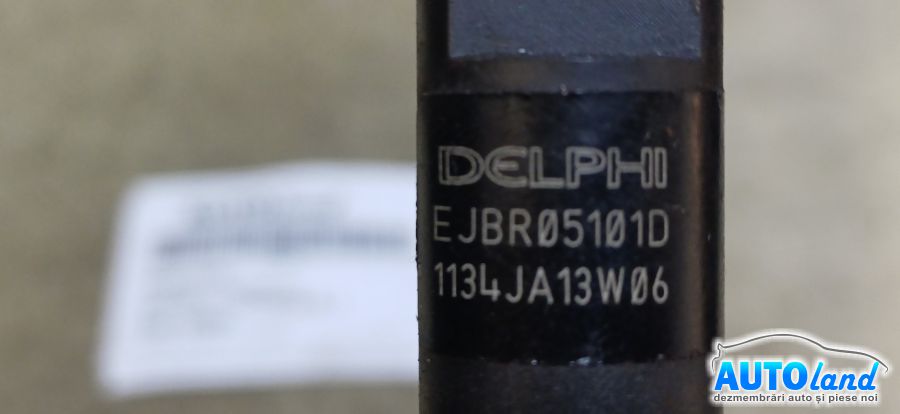 DELPHI
EJBR05101D
1134JA13W06
AUTOland
dezmembrări auto și piese noi